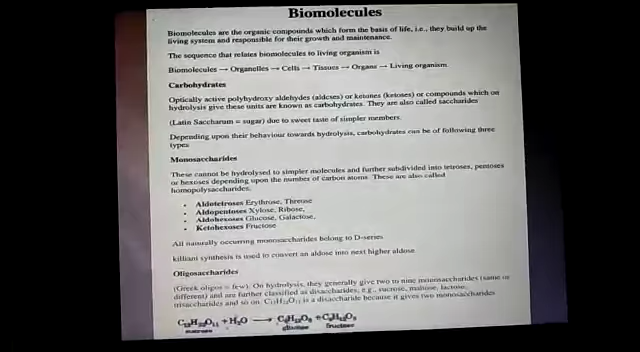 Biomolecules
Biomolecules are the organic compounds which form the basis of life, i.e., they build up the
living system and responsible for their growth and maintenance.
The sequence that relates biomolecules to living organism is
Biomolecules → Organelles → Cells → Tissues → Organs → Living organism
Carbohydrates
Optically active polyhydroxy aldehydes (aldoses) or ketones (ketoses) or compounds which on
hydrolysis give these units are known as carbohydrates. They are also called saccharides
(Latin Saccharum = sugar) due to sweet taste of simpler members.
Depending upon their behaviour towards hydrolysis, carbohydrates can be of following three
types
Monosaccharides
These cannot be hydrolysed to simpler molecules and further subdivided into tetroses, pentoses
or hexoses depending upon the number of carbon atoms. These are also called
homopolysaccharides.
• Aldotetroses Erythrose, Threose
• Aldopentoses Xylose, Ribose,
• Aldohexoses Glucose, Galactose,
• Ketohexoses Fructose
All naturally occurring monosaccharides belong to D-series.
killiani synthesis is used to convert an aldose into next higher aldose.
Oligosaccharides
(Greek oligos = few). On hydrolysis, they generally give two to nine monosaccharides (same or
different) and are further classified as disaccharides, e.g., sucrose, maltose, lactose,
trisaccharides and so on. C₁₂H₂₂O₁₁ is a disaccharide because it gives two monosaccharides
C₁₂H₂₂O₁₁ + H₂O → C₆H₁₂O₆ + C₆H₁₂O₆
sucrose glucose fructose